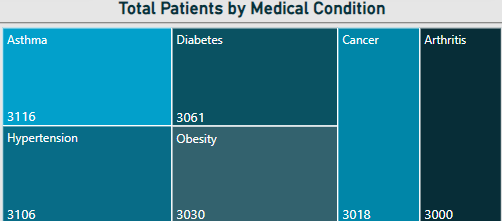 Total Patients by Medical Condition
Asthma
3116
Diabetes
3061
Cancer
3018
Arthritis
3000
Hypertension
3106
Obesity
3030